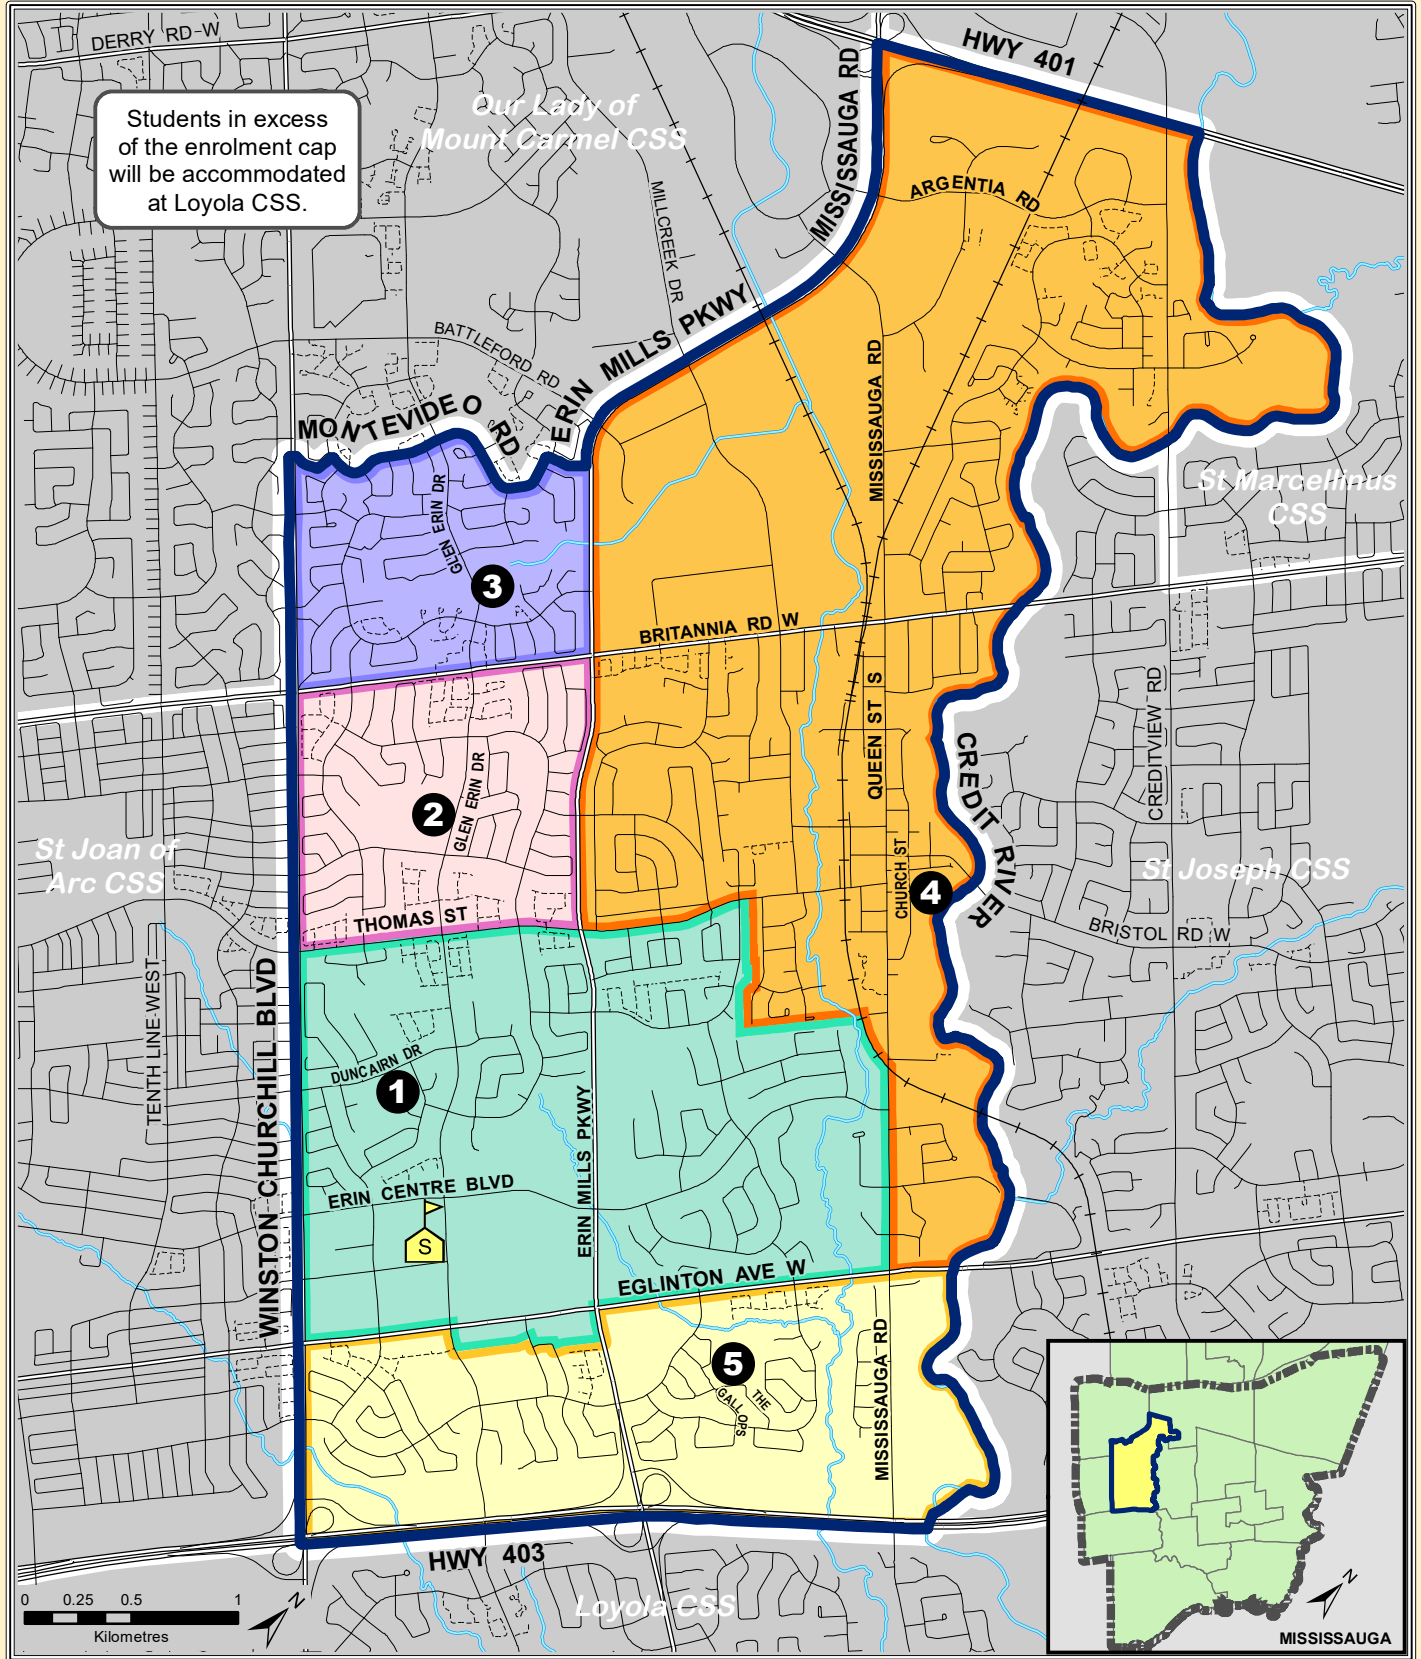 DERRY RD W
HWY 401
MISSISSAUGA RD
Students in excess
of the enrolment cap
will be accommodated
at Loyola CSS.
Our Lady of
Mount Carmel CSS
ARGENTIA RD
MILLCREEK DR
ERIN MILLS PKWY
BATTLEFORD RD
MISSISSAUGA RD
MONTEVIDEO RD
GLEN ERIN DR
St Marcellinus
CSS
3
BRITANNIA RD W
QUEEN ST S
CREDITVIEW RD
CREDIT RIVER
GLEN ERIN DR
2
St Joan of
Arc CSS
CHURCH ST
4
St Joseph CSS
THOMAS ST
BRISTOL RD W
TENTH LINE WEST
WINSTON CHURCHILL BLVD
DUNCAIRN DR
1
ERIN MILLS PKWY
ERIN CENTRE BLVD
S
EGLINTON AVE W
MISSISSAUGA RD
5
THE
GALLOPS
HWY 403
Loyola CSS
0 0.25 0.5 1
Kilometres
N
N
MISSISSAUGA